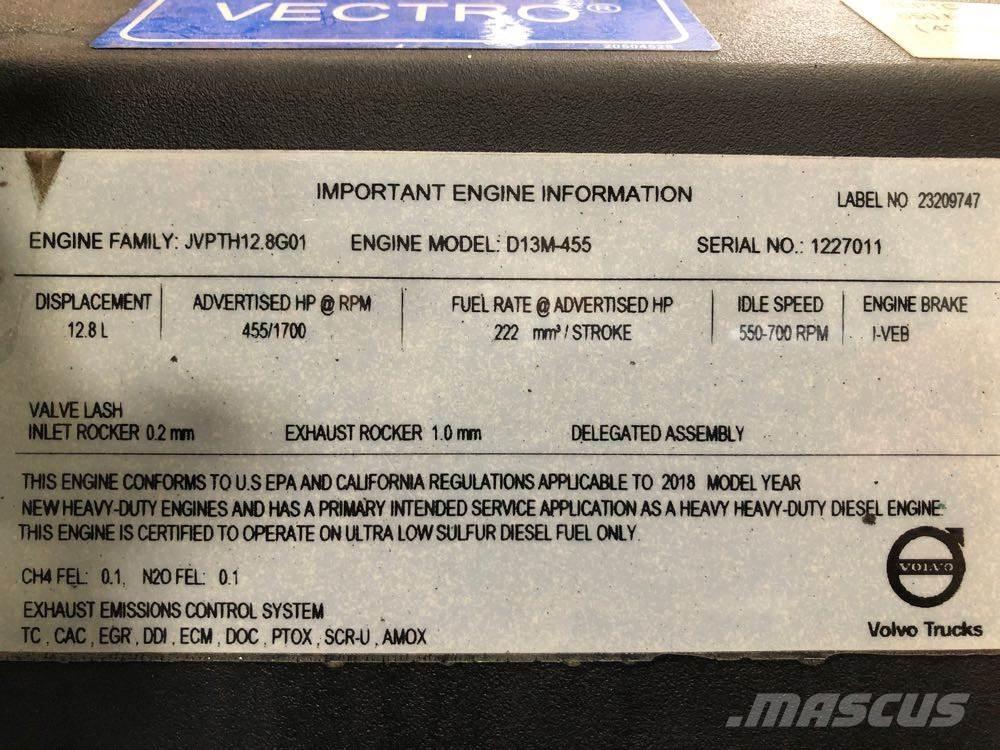 VECTRO®
IMPORTANT ENGINE INFORMATION
LABEL NO 23209747
ENGINE FAMILY: JVPTH12.8G01 ENGINE MODEL: D13M-455 SERIAL NO.: 1227011
DISPLACEMENT ADVERTISED HP @ RPM FUEL RATE @ ADVERTISED HP IDLE SPEED ENGINE BRAKE
12.8 L 455/1700 222 mm³ / STROKE 550-700 RPM I-VEB
VALVE LASH
INLET ROCKER 0.2 mm EXHAUST ROCKER 1.0 mm DELEGATED ASSEMBLY
THIS ENGINE CONFORMS TO U.S EPA AND CALIFORNIA REGULATIONS APPLICABLE TO 2018 MODEL YEAR
NEW HEAVY-DUTY ENGINES AND HAS A PRIMARY INTENDED SERVICE APPLICATION AS A HEAVY HEAVY-DUTY DIESEL ENGINE.
THIS ENGINE IS CERTIFIED TO OPERATE ON ULTRA LOW SULFUR DIESEL FUEL ONLY.
CH4 FEL: 0.1, N2O FEL: 0.1
EXHAUST EMISSIONS CONTROL SYSTEM
TC , CAC , EGR , DDI , ECM , DOC , PTOX , SCR-U , AMOX
VOLVO
Volvo Trucks
.MASCUS